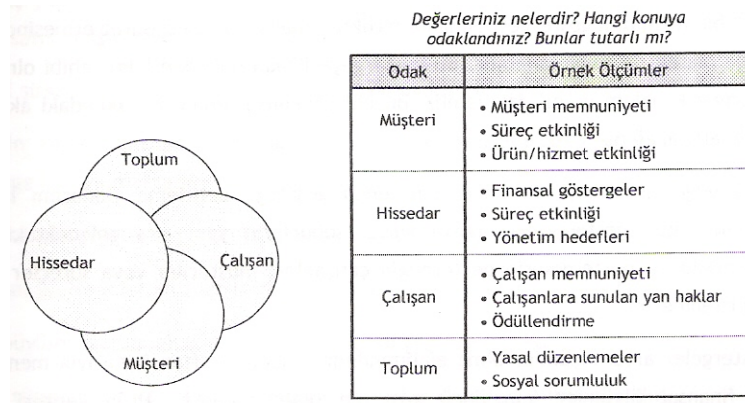 Değerleriniz nelerdir? Hangi konuya
odaklandınız? Bunlar tutarlı mı?
Toplum
Hissedar
Çalışan
Müşteri
Odak
Örnek Ölçümler
Müşteri
• Müşteri memnuniyeti
• Süreç etkinliği
• Ürün/hizmet etkinliği
Hissedar
• Finansal göstergeler
• Süreç etkinliği
• Yönetim hedefleri
Çalışan
• Çalışan memnuniyeti
• Çalışanlara sunulan yan haklar
• Ödüllendirme
Toplum
• Yasal düzenlemeler
• Sosyal sorumluluk